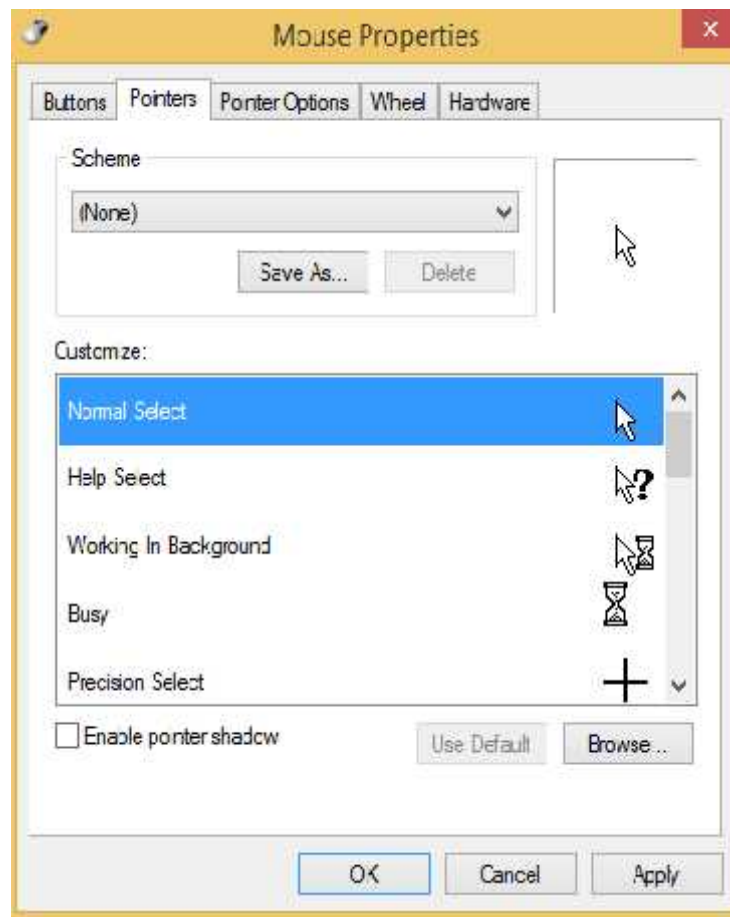 Mouse Properties
Buttons Pointers Pointer Options Wheel Hardware
Scheme
(None)
Save As... Delete
Customize:
Normal Select
Help Select
Working In Background
Busy
Precision Select
Enable pointer shadow
Use Default Browse...
OK Cancel Apply